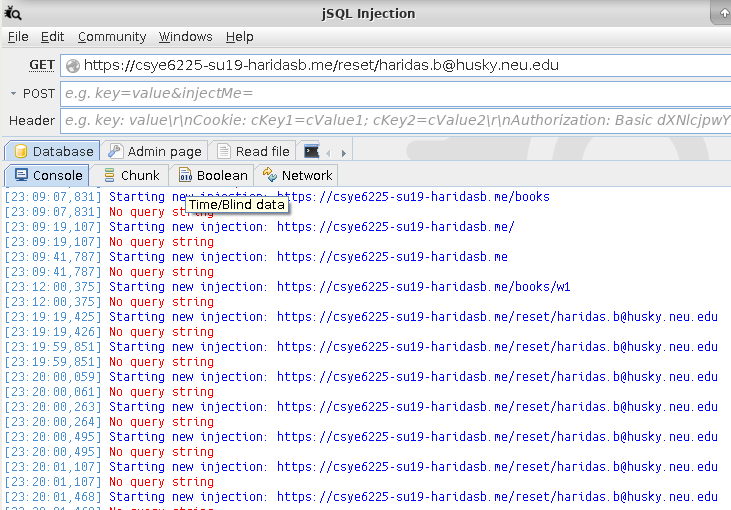 jSQL Injection
File Edit Community Windows Help
GET https://csye6225-su19-haridasb.me/reset/haridas.b@husky.neu.edu
POST e.g. key=value&injectMe=
Header e.g. key: value\r\nCookie: cKey1=cValue1; cKey2=cValue2\r\nAuthorization: Basic dXNlcjpwY
Database Admin page Read file
Console Chunk Boolean Network
[23:09:07,831] Starting new injection: https://csye6225-su19-haridasb.me/books
Time/Blind data
[23:09:07,831] No query string
[23:09:19,107] Starting new injection: https://csye6225-su19-haridasb.me/
[23:09:19,107] No query string
[23:09:41,787] Starting new injection: https://csye6225-su19-haridasb.me
[23:09:41,787] No query string
[23:12:00,375] Starting new injection: https://csye6225-su19-haridasb.me/books/w1
[23:12:00,375] No query string
[23:19:19,425] Starting new injection: https://csye6225-su19-haridasb.me/reset/haridas.b@husky.neu.edu
[23:19:19,426] No query string
[23:19:59,851] Starting new injection: https://csye6225-su19-haridasb.me/reset/haridas.b@husky.neu.edu
[23:19:59,851] No query string
[23:20:00,059] Starting new injection: https://csye6225-su19-haridasb.me/reset/haridas.b@husky.neu.edu
[23:20:00,061] No query string
[23:20:00,263] Starting new injection: https://csye6225-su19-haridasb.me/reset/haridas.b@husky.neu.edu
[23:20:00,264] No query string
[23:20:00,495] Starting new injection: https://csye6225-su19-haridasb.me/reset/haridas.b@husky.neu.edu
[23:20:00,495] No query string
[23:20:01,107] Starting new injection: https://csye6225-su19-haridasb.me/reset/haridas.b@husky.neu.edu
[23:20:01,107] No query string
[23:20:01,468] Starting new injection: https://csye6225-su19-haridasb.me/reset/haridas.b@husky.neu.edu
No query string